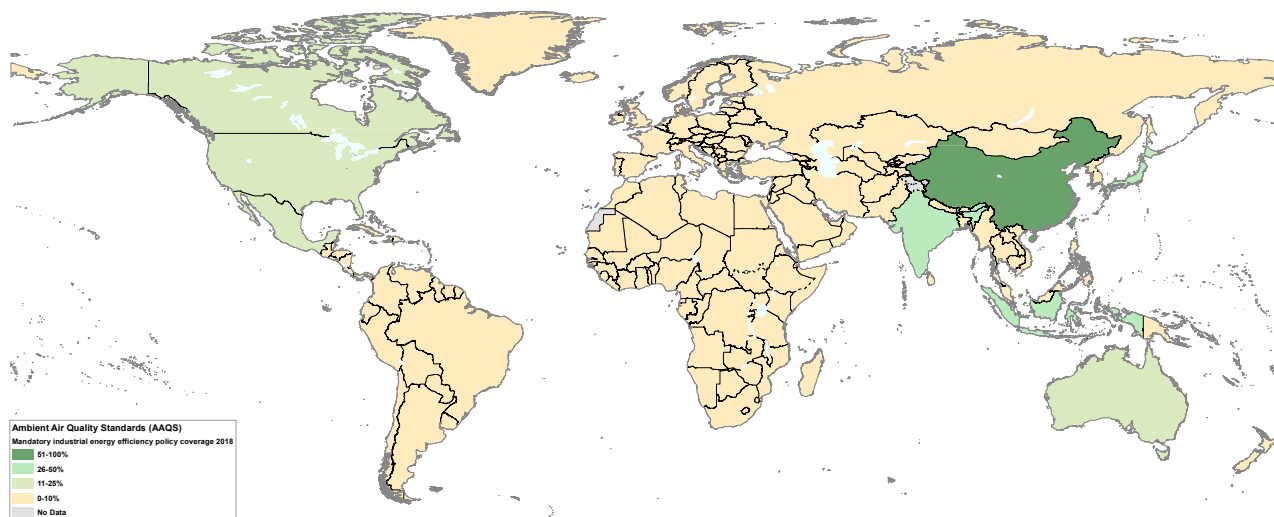 Ambient Air Quality Standards (AAQS)
Mandatory industrial energy efficiency policy coverage 2018
51-100%
26-50%
11-25%
0-10%
No Data